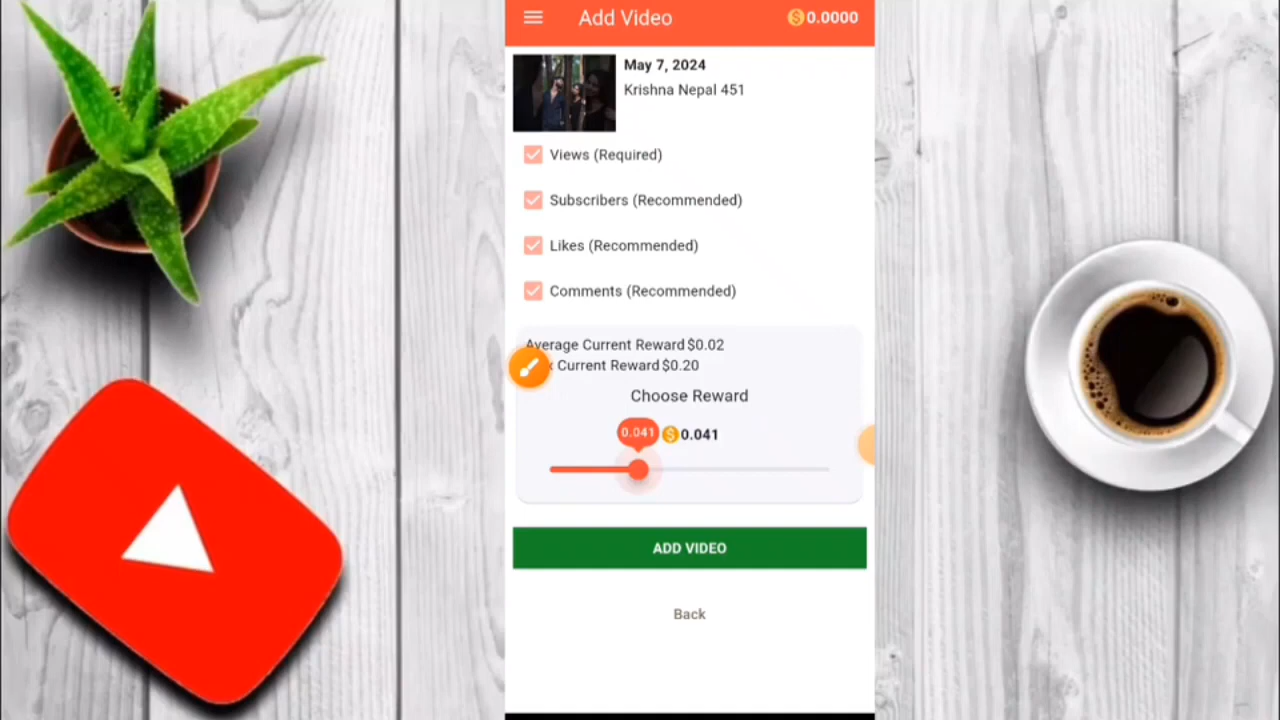 Add Video
0.0000
May 7, 2024
Krishna Nepal 451
Views (Required)
Subscribers (Recommended)
Likes (Recommended)
Comments (Recommended)
Average Current Reward $0.02
Current Reward $0.20
Choose Reward
0.041
0.041
ADD VIDEO
Back